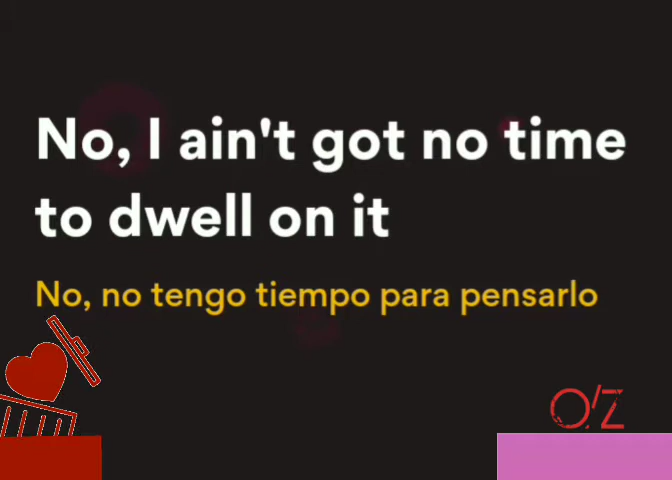 No, I ain't got no time
to dwell on it
No, no tengo tiempo para pensarlo
O/Z